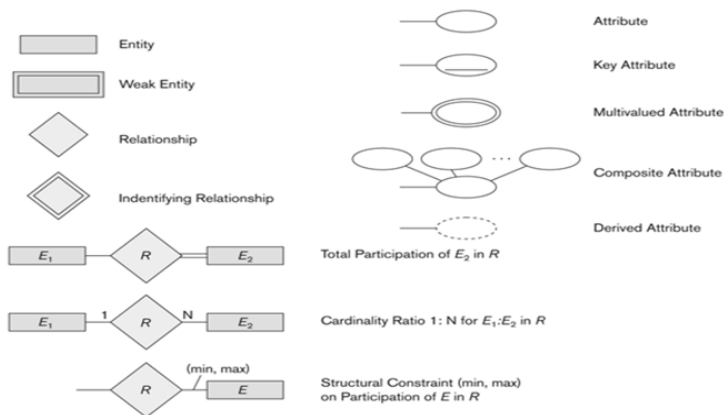 Entity
Weak Entity
Relationship
Indentifying Relationship
Attribute
Key Attribute
Multivalued Attribute
...
Composite Attribute
Derived Attribute
E₁ R E₂ Total Participation of E₂ in R
E₁ 1 R N E₂ Cardinality Ratio 1: N for E₁:E₂ in R
(min, max)
R E Structural Constraint (min, max)
on Participation of E in R